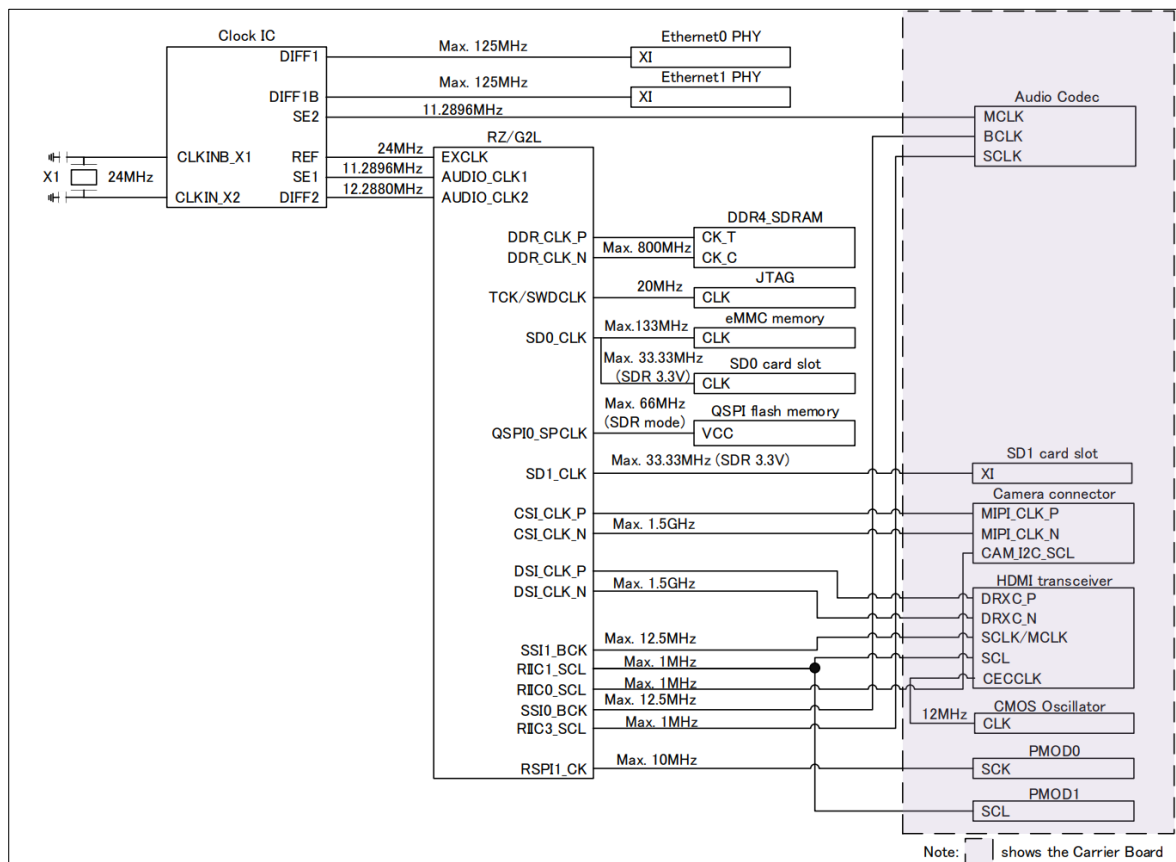 Clock IC
DIFF1
Max. 125MHz
Ethernet0 PHY
XI
DIFF1B
Max. 125MHz
Ethernet1 PHY
XI
SE2
11.2896MHz
Audio Codec
MCLK
BCLK
SCLK
X1
24MHz
CLKINB_X1
CLKIN_X2
REF
SE1
DIFF2
24MHz
11.2896MHz
12.2880MHz
RZ/G2L
EXCLK
AUDIO_CLK1
AUDIO_CLK2
DDR_CLK_P
DDR_CLK_N
Max. 800MHz
DDR4_SDRAM
CK_T
CK_C
TCK/SWDCLK
20MHz
JTAG
CLK
SD0_CLK
Max.133MHz
eMMC memory
CLK
Max. 33.33MHz
(SDR 3.3V)
SD0 card slot
CLK
QSPI0_SPCLK
Max. 66MHz
(SDR mode)
QSPI flash memory
VCC
SD1_CLK
Max. 33.33MHz (SDR 3.3V)
SD1 card slot
XI
CSI_CLK_P
CSI_CLK_N
Max. 1.5GHz
Camera connector
MIPI_CLK_P
MIPI_CLK_N
CAM_I2C_SCL
DSI_CLK_P
DSI_CLK_N
Max. 1.5GHz
HDMI transceiver
DRXC_P
DRXC_N
SCLK/MCLK
SCL
CECCLK
SSI1_BCK
Max. 12.5MHz
RIIC1_SCL
Max. 1MHz
RIIC0_SCL
Max. 1MHz
SSI0_BCK
Max. 12.5MHz
RIIC3_SCL
Max. 1MHz
12MHz
CMOS Oscillator
CLK
RSPI1_CK
Max. 10MHz
PMOD0
SCK
PMOD1
SCL
Note: shows the Carrier Board